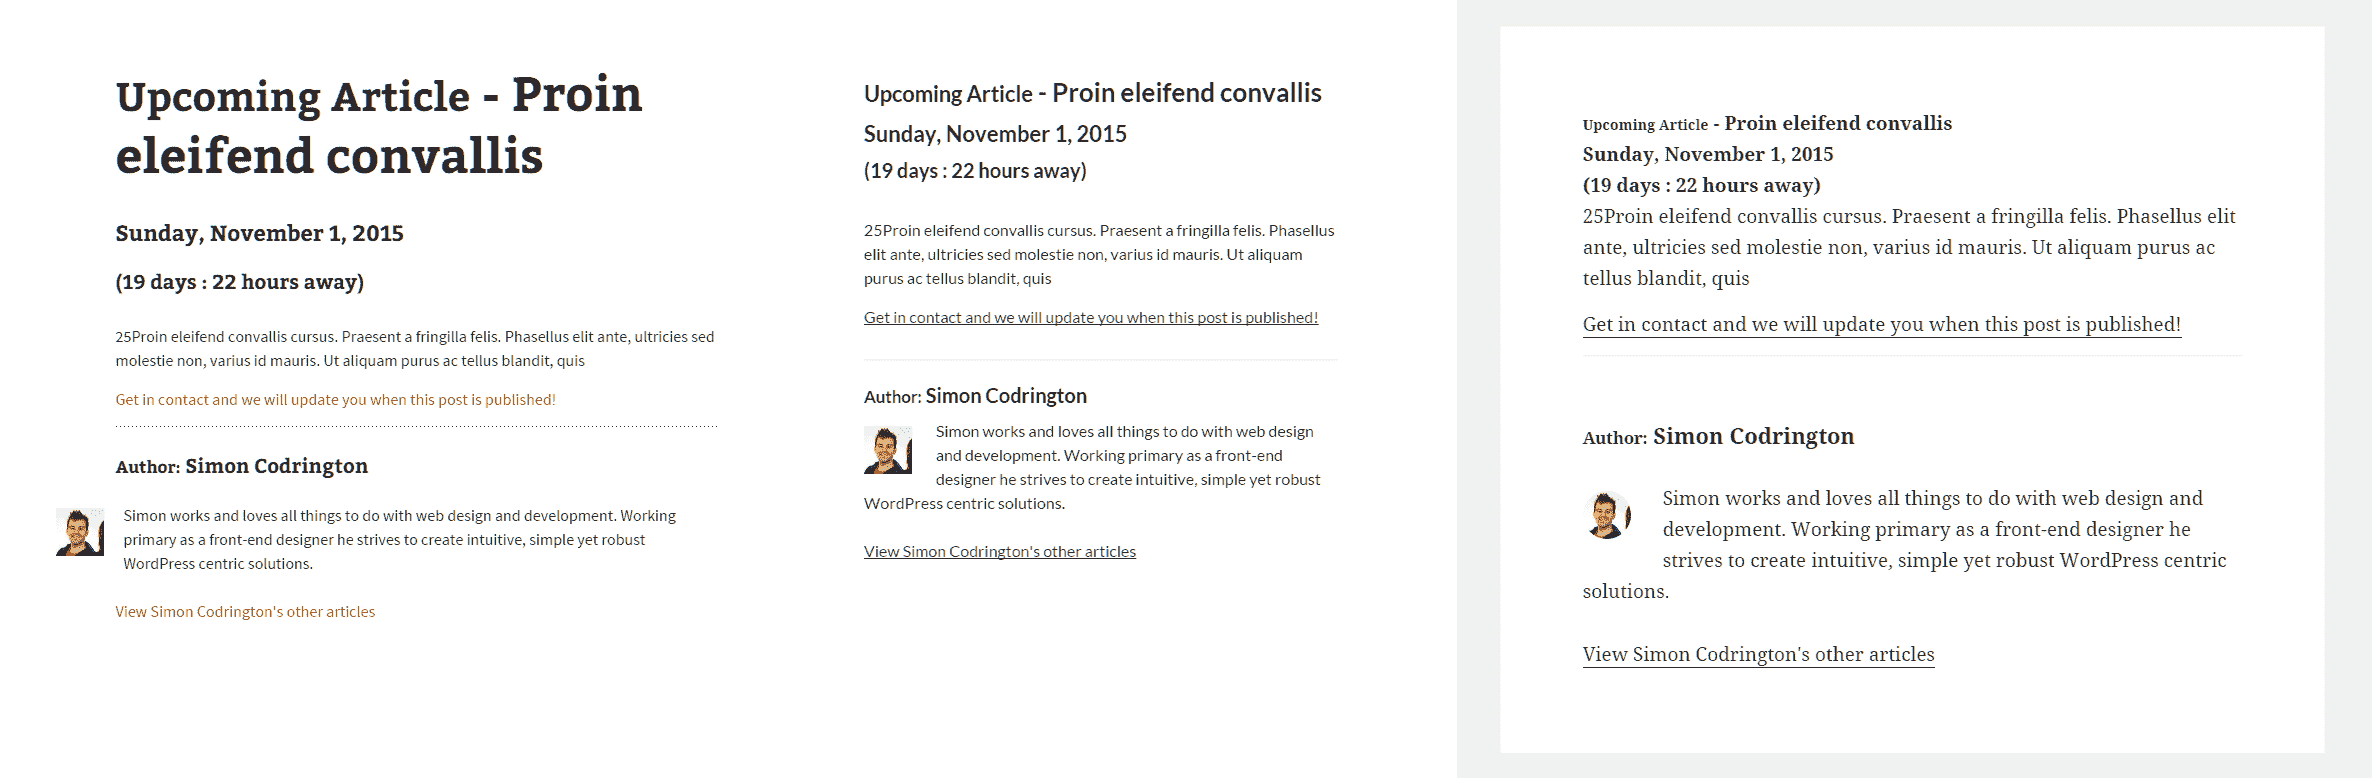 Upcoming Article - Proin
eleifend convallis
Sunday, November 1, 2015
(19 days : 22 hours away)
25Proin eleifend convallis cursus. Praesent a fringilla felis. Phasellus elit ante, ultricies sed
molestie non, varius id mauris. Ut aliquam purus ac tellus blandit, quis
Get in contact and we will update you when this post is published!
Author: Simon Codrington
Simon works and loves all things to do with web design and development. Working
primary as a front-end designer he strives to create intuitive, simple yet robust
WordPress centric solutions.
View Simon Codrington's other articles
Upcoming Article - Proin eleifend convallis
Sunday, November 1, 2015
(19 days : 22 hours away)
25Proin eleifend convallis cursus. Praesent a fringilla felis. Phasellus
elit ante, ultricies sed molestie non, varius id mauris. Ut aliquam
purus ac tellus blandit, quis
Get in contact and we will update you when this post is published!
Author: Simon Codrington
Simon works and loves all things to do with web design
and development. Working primary as a front-end
designer he strives to create intuitive, simple yet robust
WordPress centric solutions.
View Simon Codrington's other articles
Upcoming Article - Proin eleifend convallis
Sunday, November 1, 2015
(19 days : 22 hours away)
25Proin eleifend convallis cursus. Praesent a fringilla felis. Phasellus elit
ante, ultricies sed molestie non, varius id mauris. Ut aliquam purus ac
tellus blandit, quis
Get in contact and we will update you when this post is published!
Author: Simon Codrington
Simon works and loves all things to do with web design and
development. Working primary as a front-end designer he
strives to create intuitive, simple yet robust WordPress centric
solutions.
View Simon Codrington's other articles